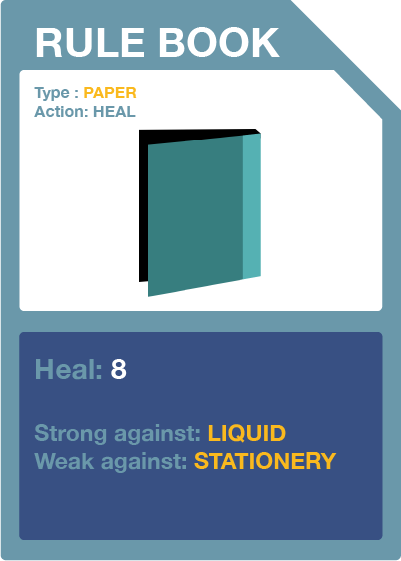 RULE BOOK
Type : PAPER
Action: HEAL
Heal: 8
Strong against: LIQUID
Weak against: STATIONERY